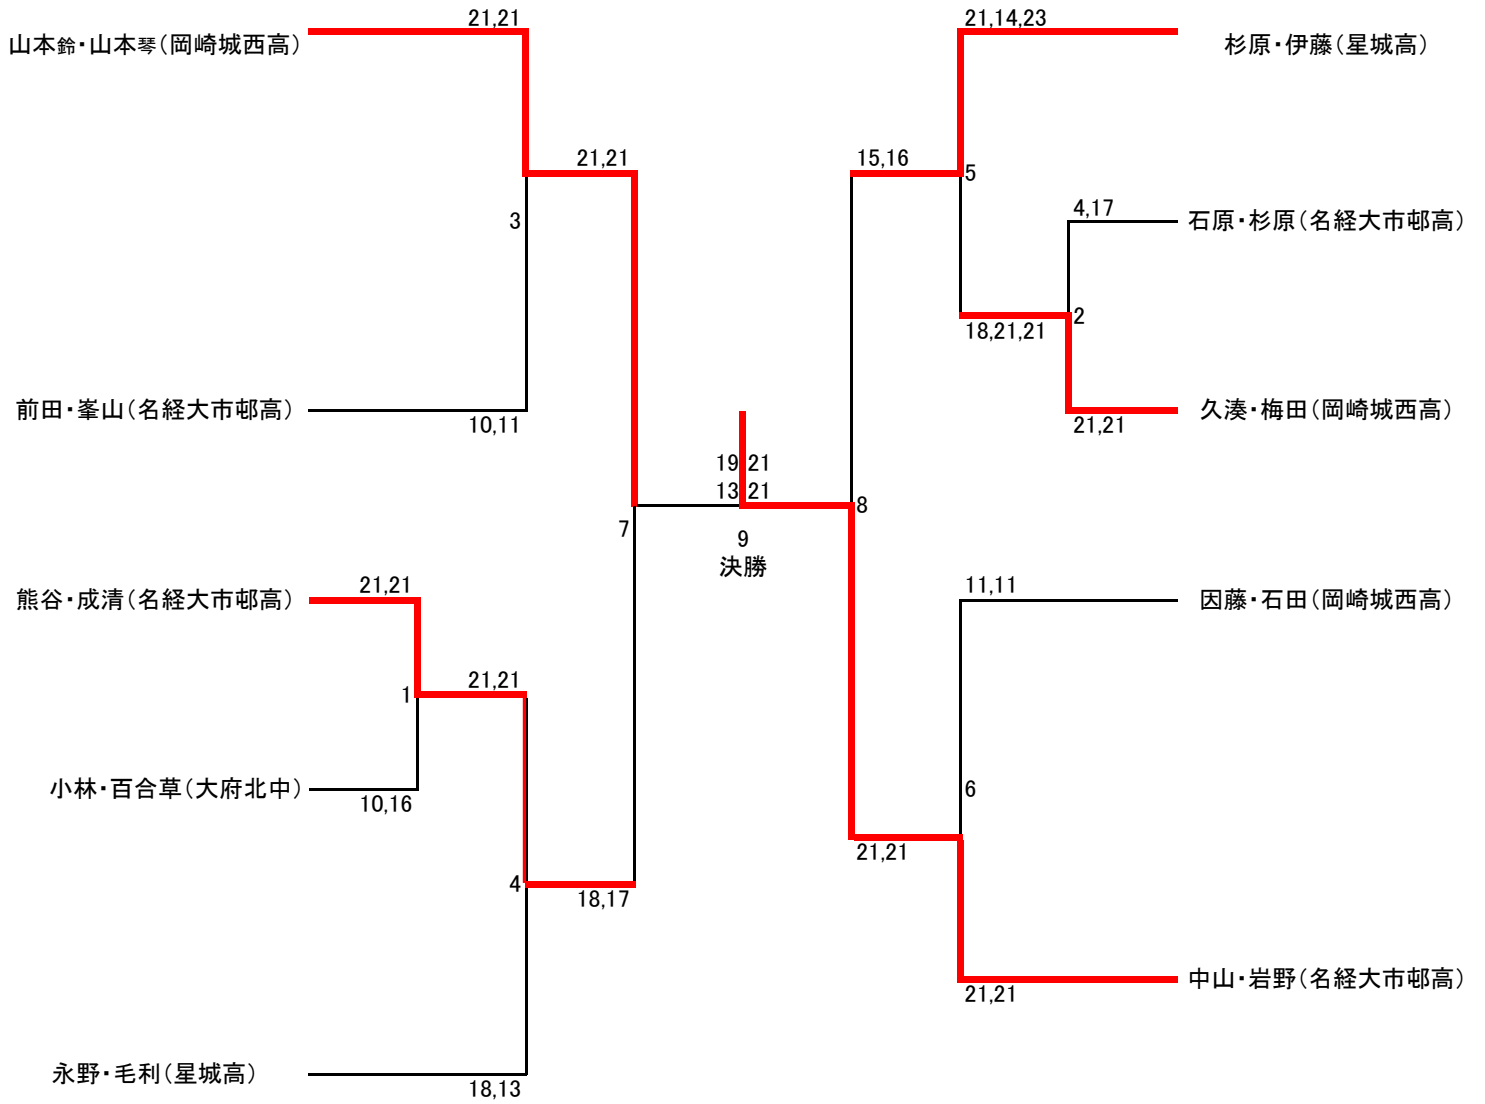 21,21
21,14,23
山本鈴・山本琴(岡崎城西高)
杉原・伊藤(星城高)
21,21
15,16
5
3
4,17
石原・杉原(名経大市邨高)
2
18,21,21
前田・峯山(名経大市邨高)
久湊・梅田(岡崎城西高)
10,11
21,21
19 21
13 21
8
7
9
決勝
21,21
11,11
熊谷・成清(名経大市邨高)
因藤・石田(岡崎城西高)
21,21
1
小林・百合草(大府北中)
6
10,16
21,21
4
18,17
中山・岩野(名経大市邨高)
21,21
永野・毛利(星城高)
18,13